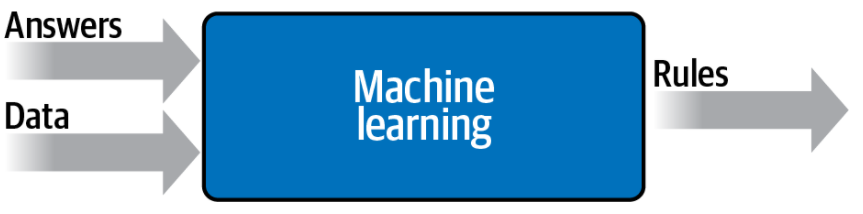 Answers
Data
Machine
learning
Rules